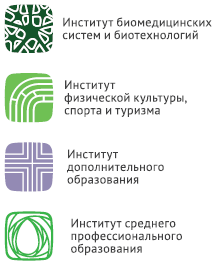 Институт биомедицинских
систем и биотехнологий
Институт
физической культуры,
спорта и туризма
Институт
дополнительного
образования
Институт среднего
профессионального
образования